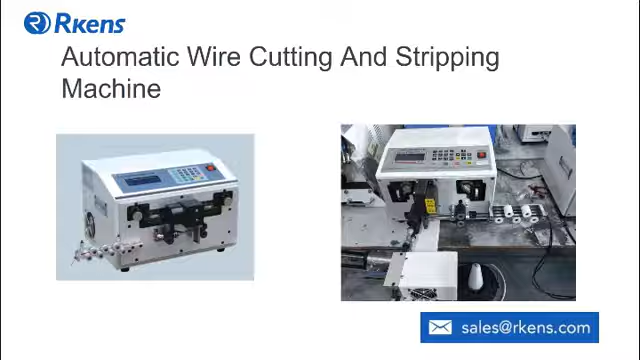 Rkens
Automatic Wire Cutting And Stripping
Machine
sales@rkens.com